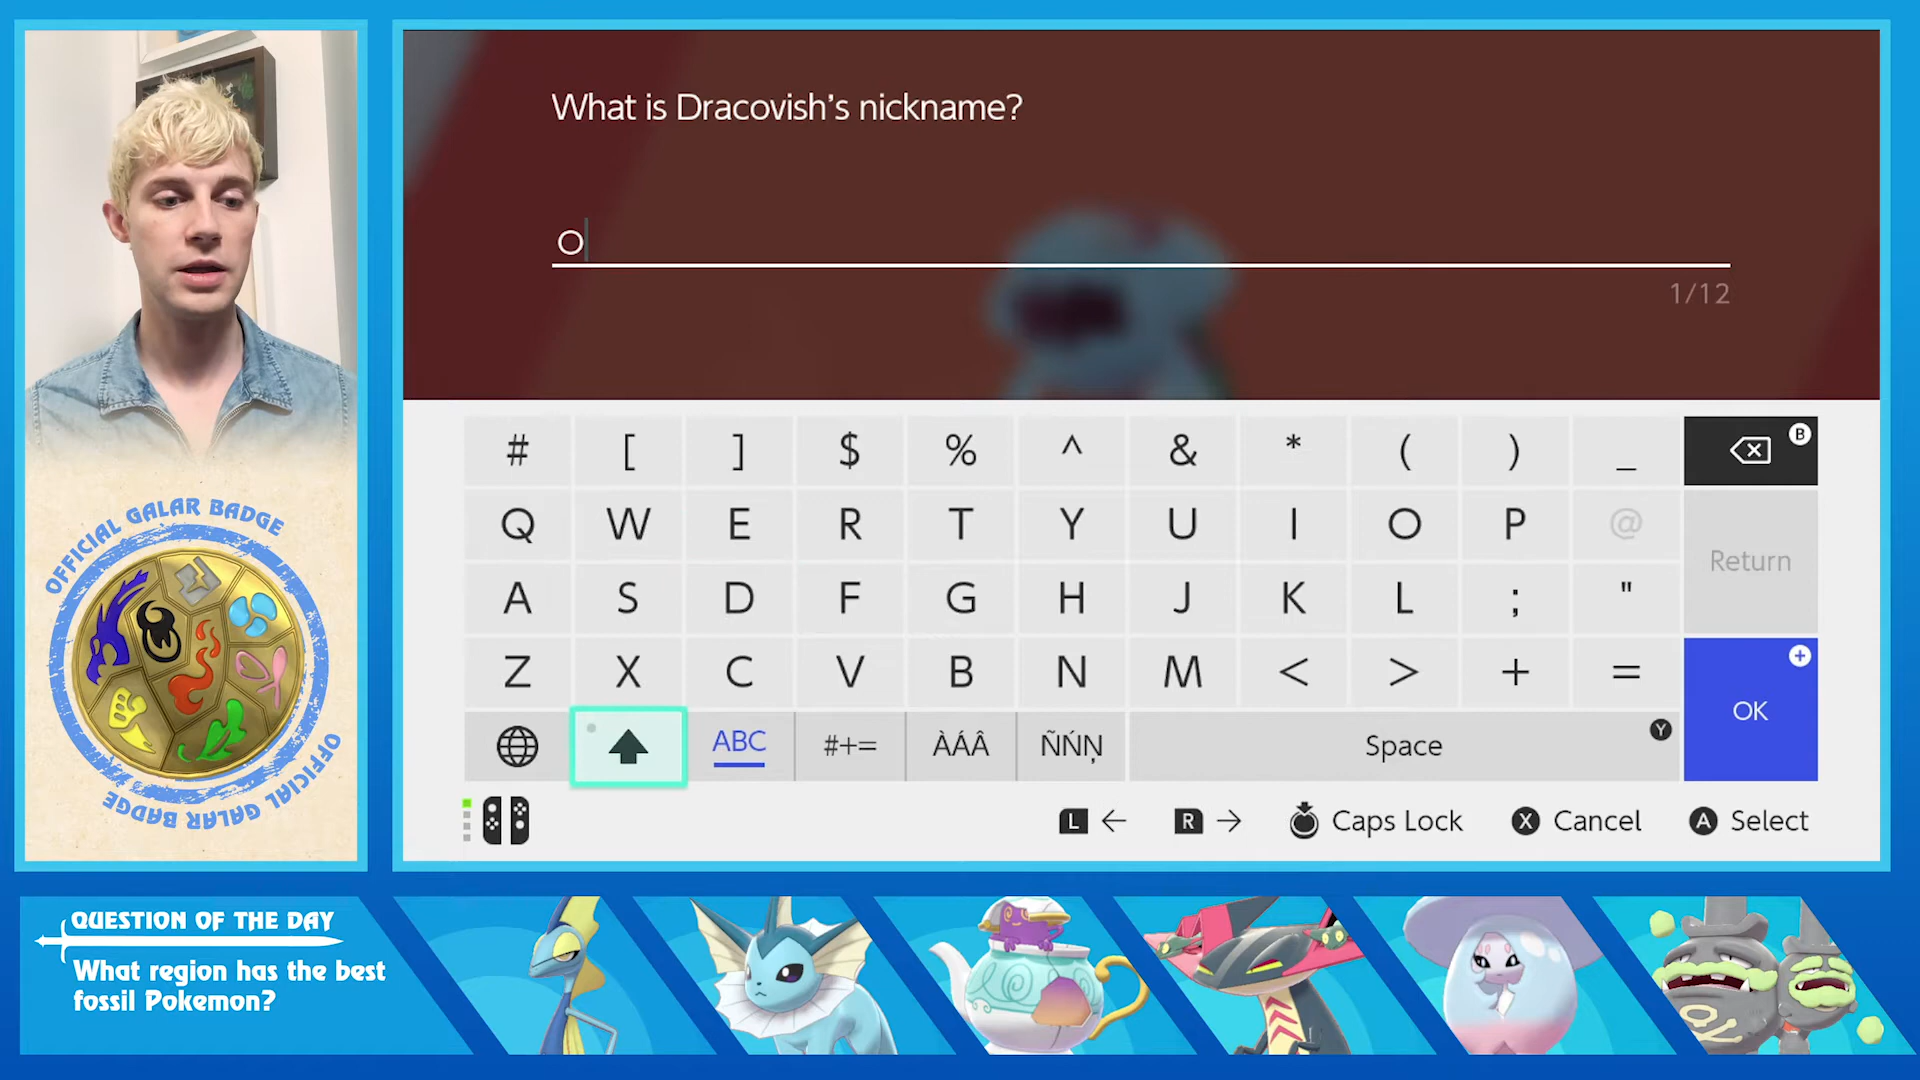 What is Dracovish's nickname?
O
1/12
# [ ] $ % ^ & * ( ) _ B
Q W E R T Y U I O P @
Return
A S D F G H J K L ; "
Z X C V B N M < > + = +
OK
ABC #+= ÀÁÂ ÑŃŅ Space Y
L ← R → Caps Lock X Cancel A Select
OFFICIAL GALAR BADGE
OFFICIAL GALAR BADGE
QUESTION OF THE DAY
What region has the best
fossil Pokemon?